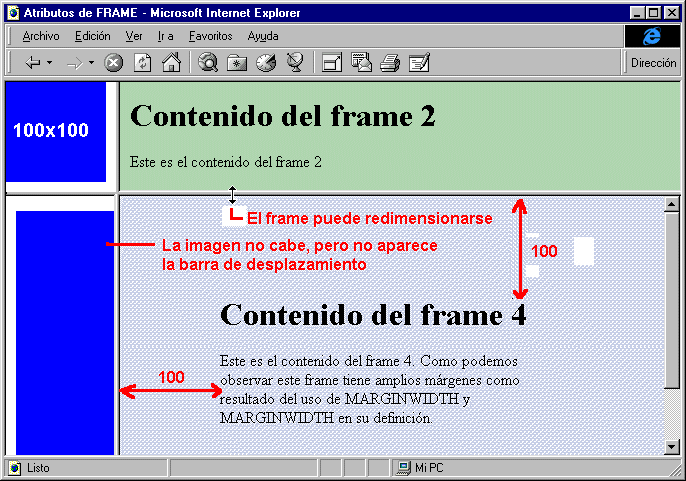 Atributos de FRAME - Microsoft Internet Explorer
Archivo Edición Ver Ir a Favoritos Ayuda
Dirección
100x100
Contenido del frame 2
Este es el contenido del frame 2
El frame puede redimensionarse
La imagen no cabe, pero no aparece
la barra de desplazamiento
100
Contenido del frame 4
100
Este es el contenido del frame 4. Como podemos
observar este frame tiene amplios márgenes como
resultado del uso de MARGINWIDTH y
MARGINWIDTH en su definición.
Listo
Mi PC